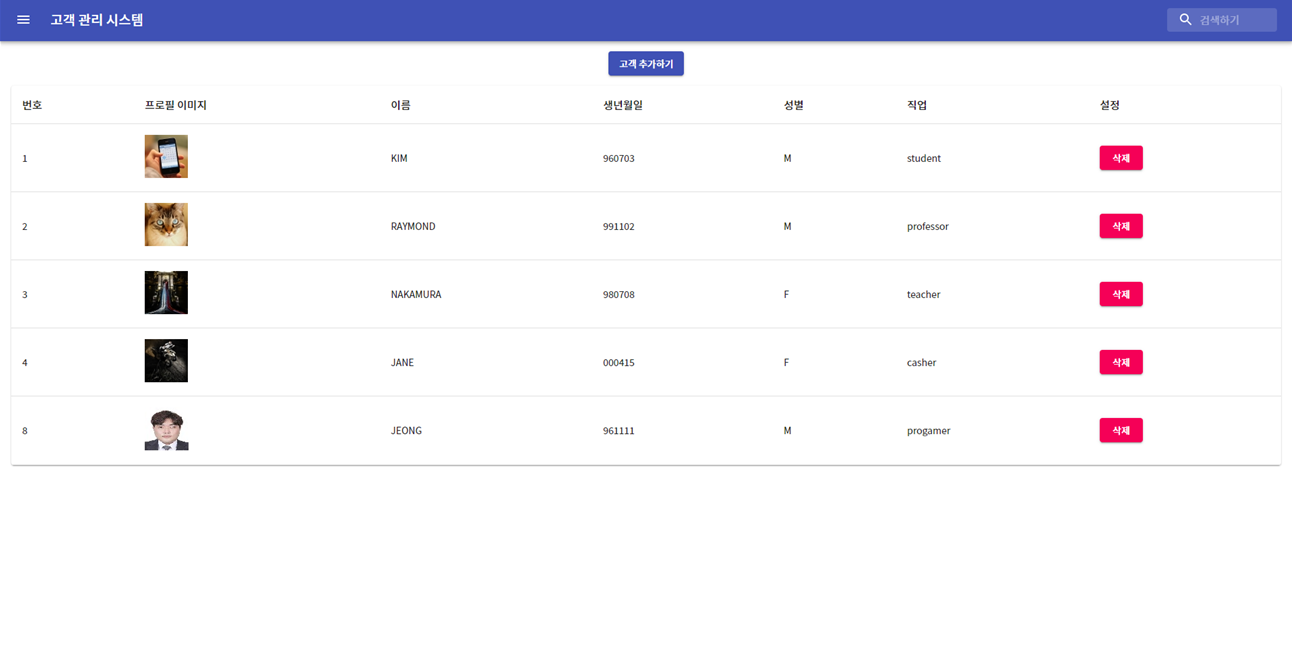 고객 관리 시스템
검색하기
고객 추가하기
번호 프로필 이미지 이름 생년월일 성별 직업 설정
1 KIM 960703 M student 삭제
2 RAYMOND 991102 M professor 삭제
3 NAKAMURA 980708 F teacher 삭제
4 JANE 000415 F casher 삭제
8 JEONG 961111 M progamer 삭제